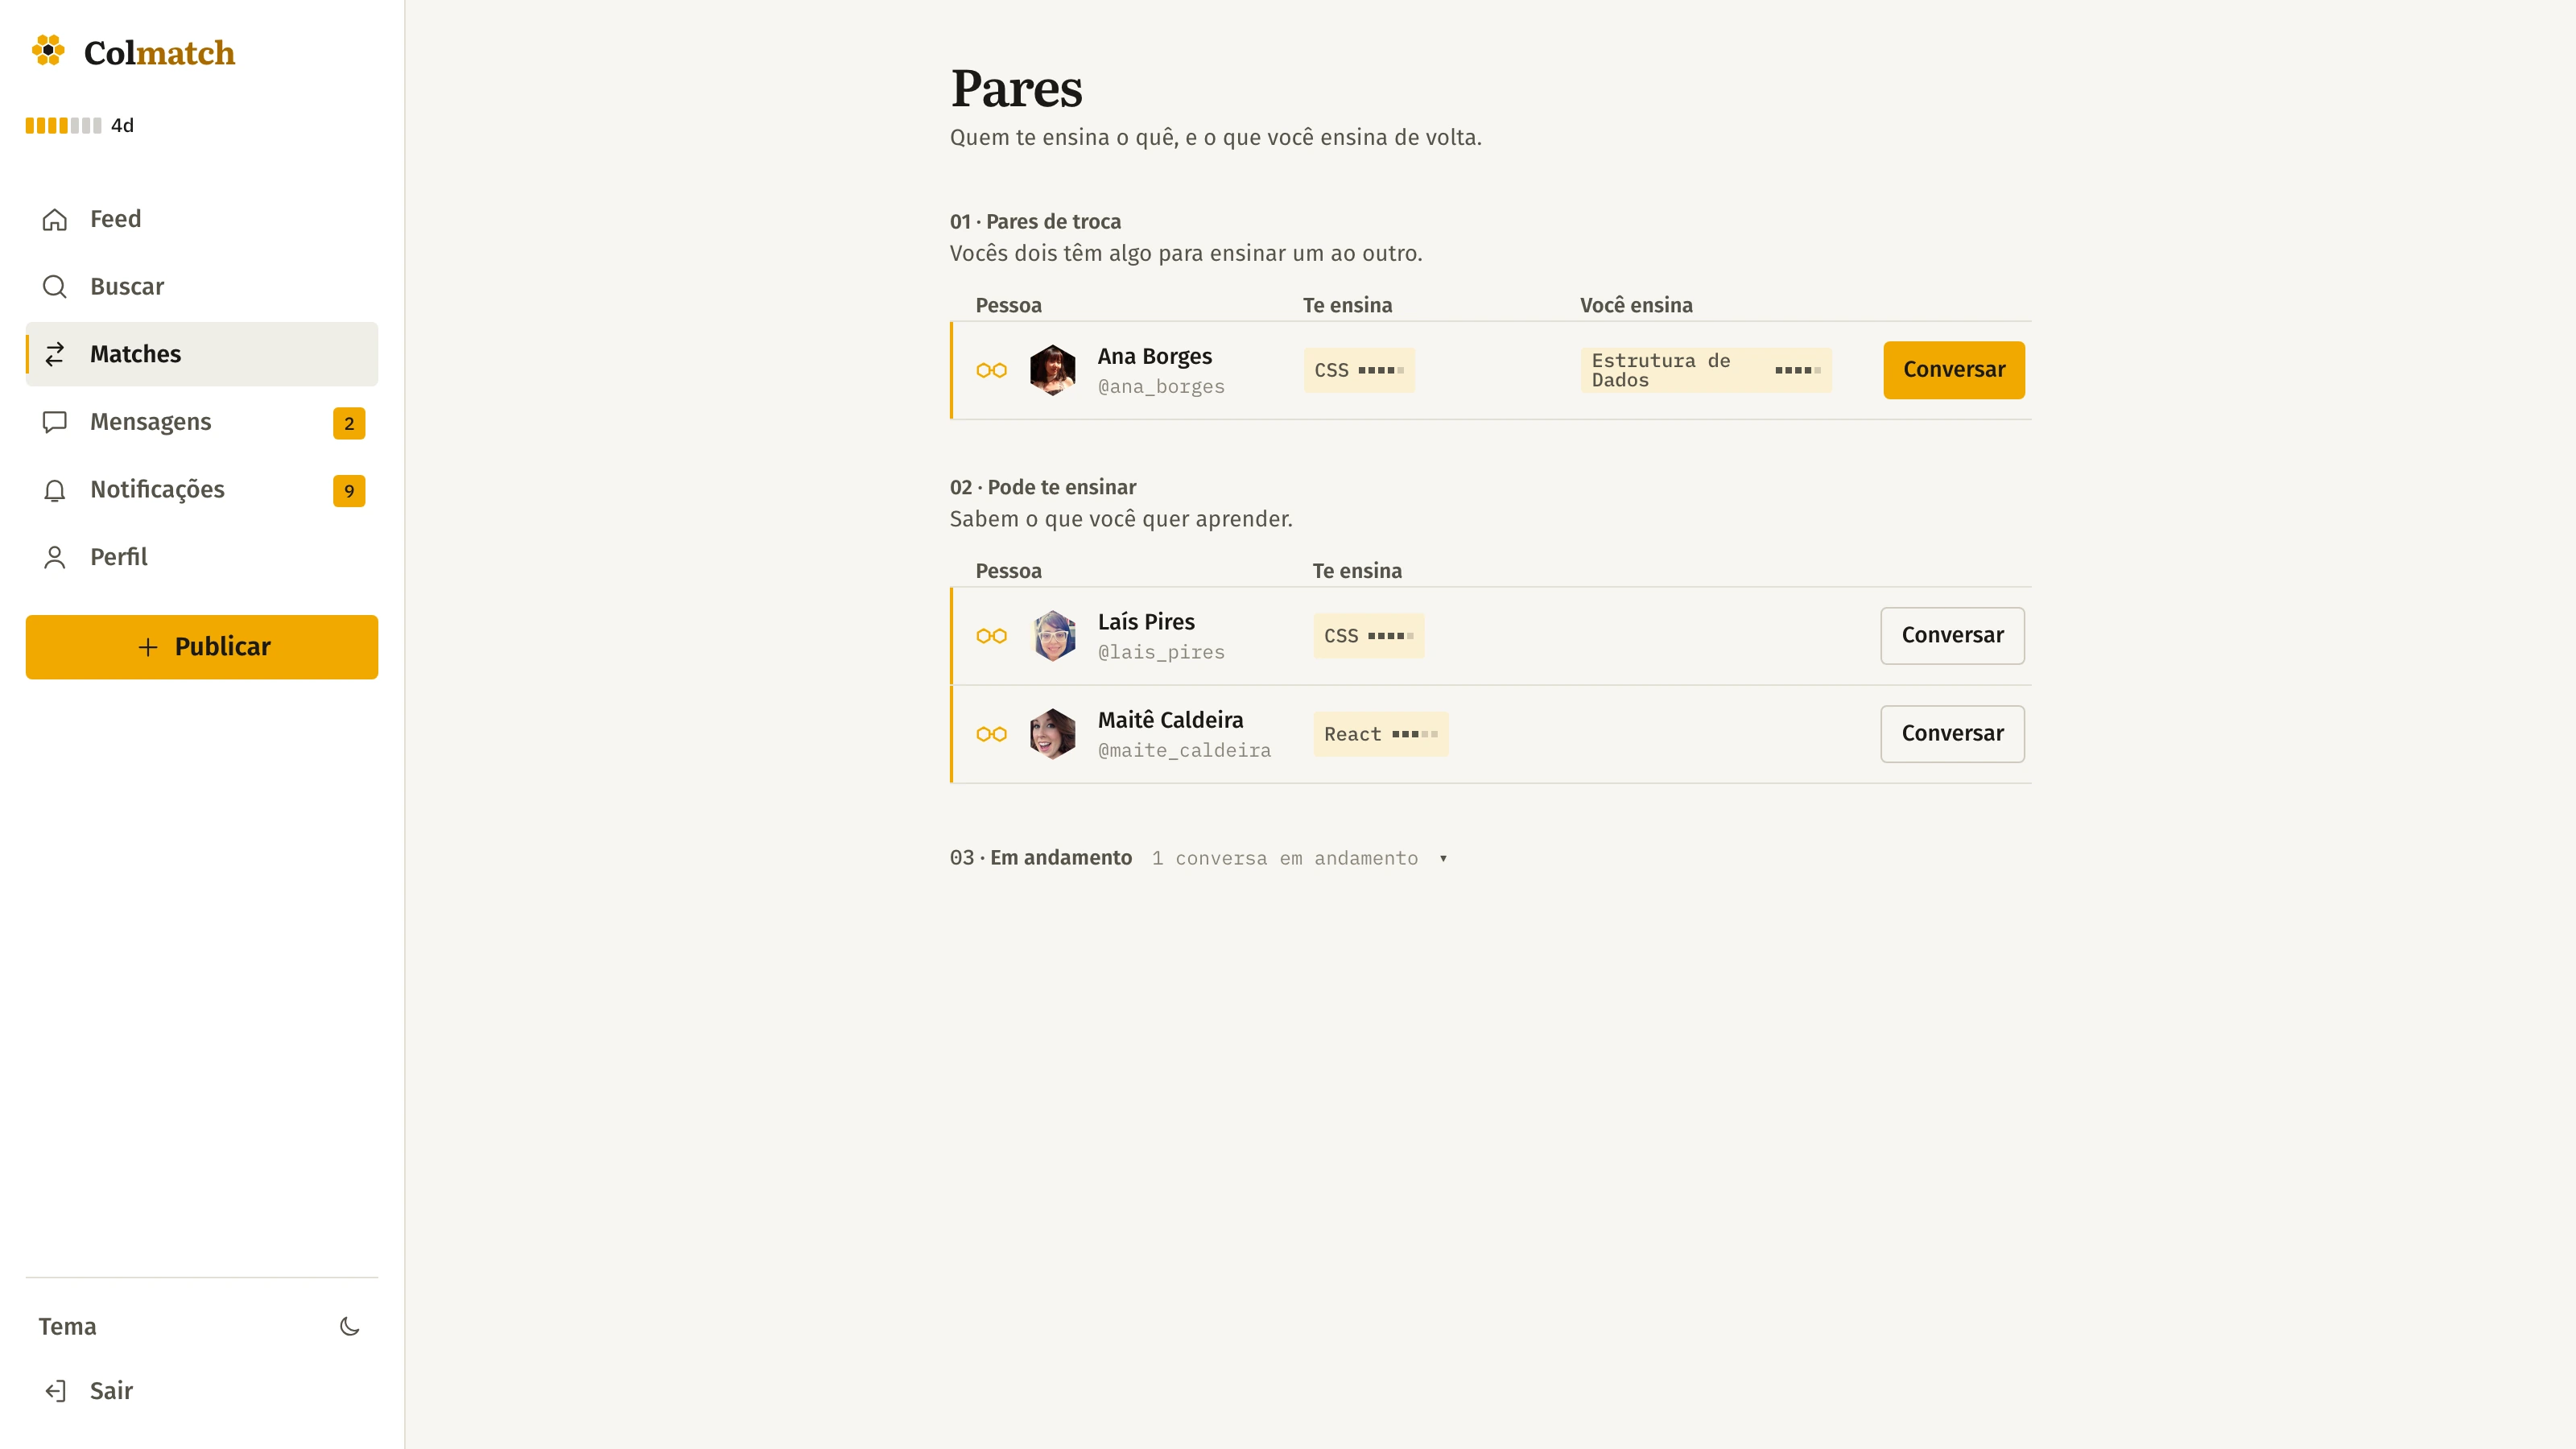 Colmatch
4d
Feed
Buscar
Matches
Mensagens 2
Notificações 9
Perfil
+ Publicar
Tema
Sair
Pares
Quem te ensina o quê, e o que você ensina de volta.
01 · Pares de troca
Vocês dois têm algo para ensinar um ao outro.
Pessoa Te ensina Você ensina
Ana Borges
@ana_borges
CSS
Estrutura de
Dados
Conversar
02 · Pode te ensinar
Sabem o que você quer aprender.
Pessoa Te ensina
Laís Pires
@lais_pires
CSS
Conversar
Maitê Caldeira
@maite_caldeira
React
Conversar
03 · Em andamento 1 conversa em andamento ▾